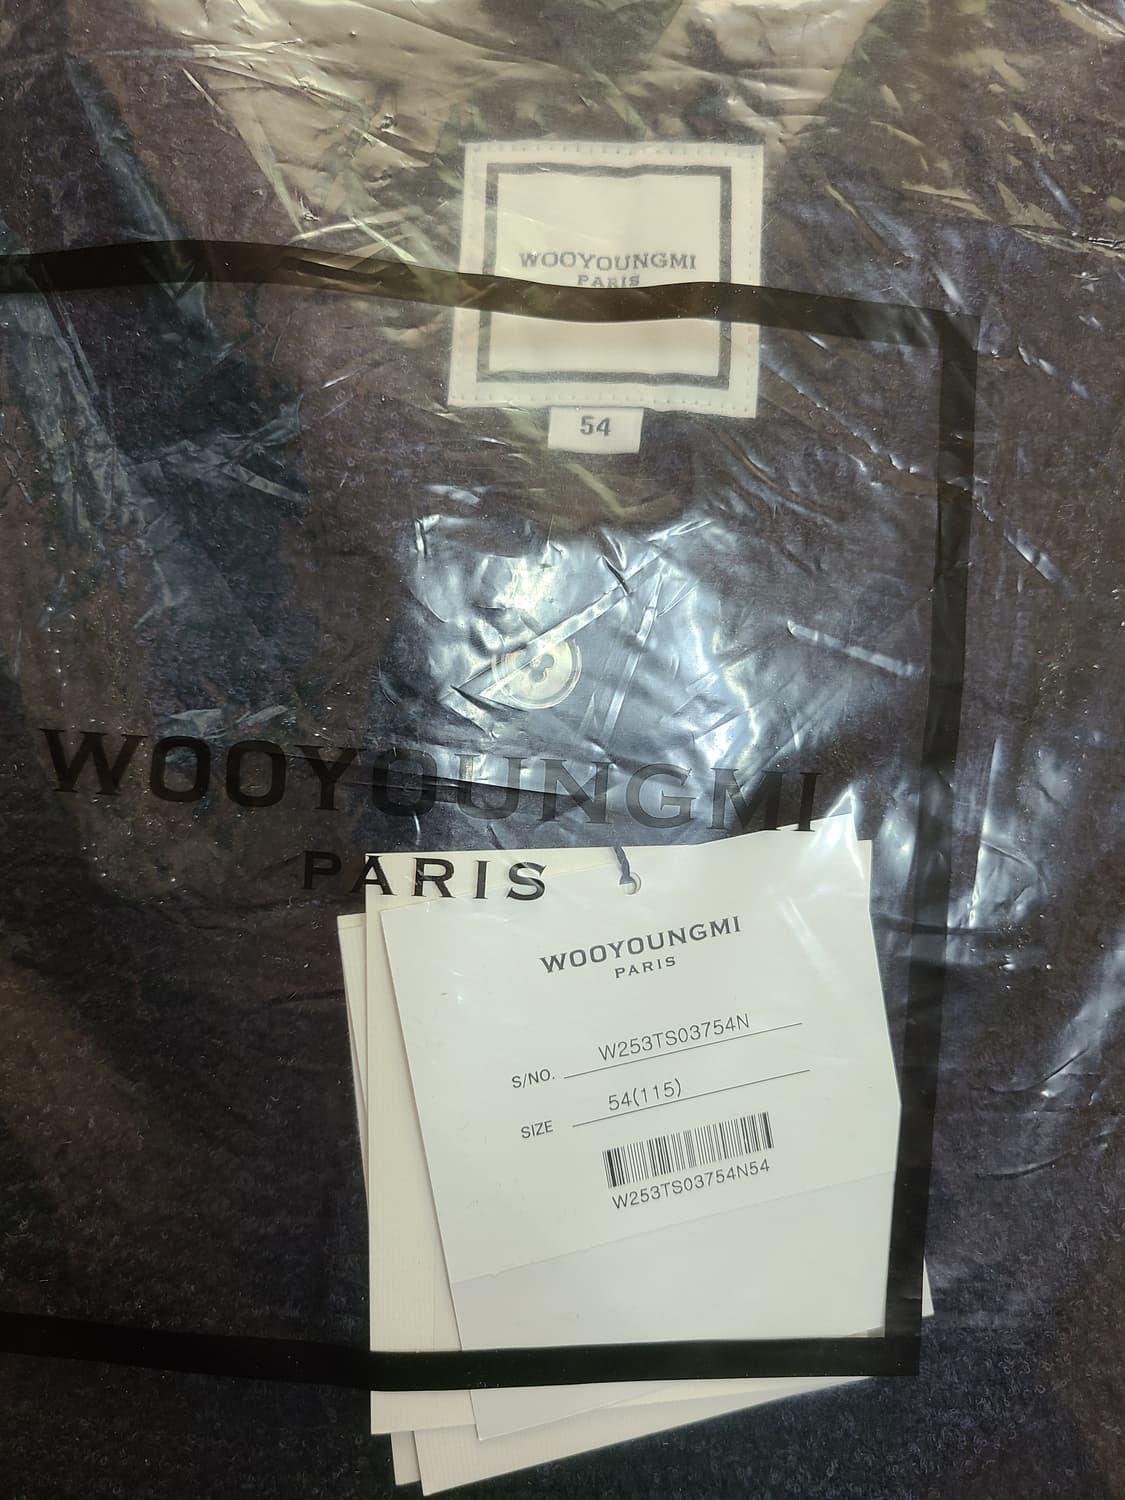 WOOYOUNGMI
PARIS
54
WOOYOUNGMI
PARIS
WOOYOUNGMI
PARIS
S/NO. W253TS03754N
SIZE 54(115)
W253TS03754N54